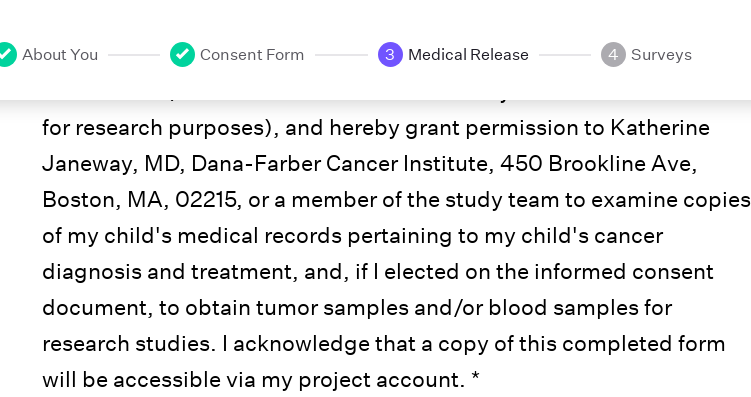 About You Consent Form 3 Medical Release 4 Surveys
for research purposes), and hereby grant permission to Katherine
Janeway, MD, Dana-Farber Cancer Institute, 450 Brookline Ave,
Boston, MA, 02215, or a member of the study team to examine copies
of my child's medical records pertaining to my child's cancer
diagnosis and treatment, and, if I elected on the informed consent
document, to obtain tumor samples and/or blood samples for
research studies. I acknowledge that a copy of this completed form
will be accessible via my project account. *